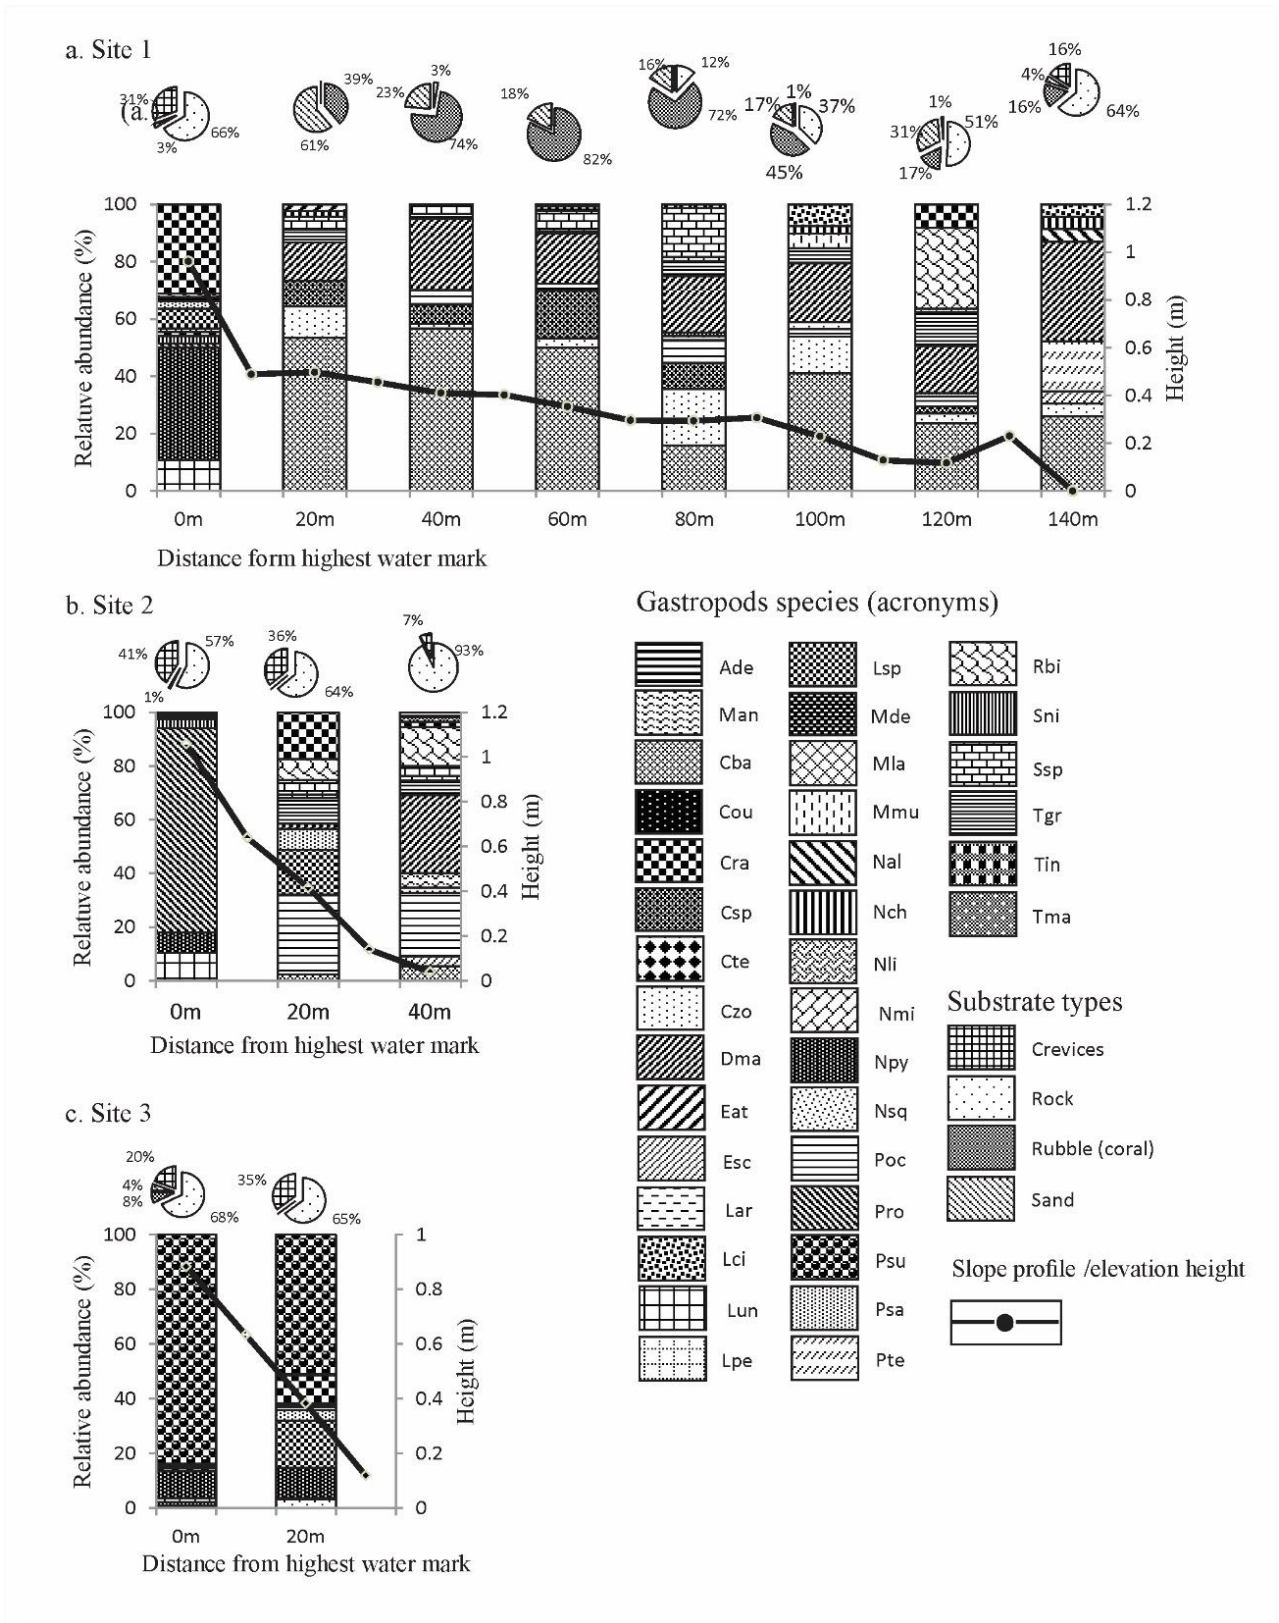 a. Site 1
(a.
31%
66%
3%
39%
61%
3%
23%
74%
18%
82%
16%
12%
72%
1%
17%
37%
45%
1%
31%
51%
17%
16%
4%
16%
64%
Relative abundance (%)
100
80
60
40
20
0
1.2
1
0.8
0.6
0.4
0.2
0
Height (m)
0m 20m 40m 60m 80m 100m 120m 140m
Distance form highest water mark
b. Site 2
41%
57%
1%
36%
64%
7%
93%
Relatuve abundance (%)
100
80
60
40
20
0
1.2
1
0.8
0.6
0.4
0.2
0
Height (m)
0m 20m 40m
Distance from highest water mark
c. Site 3
20%
4%
8%
68%
35%
65%
Relative abundance (%)
100
80
60
40
20
0
1
0.8
0.6
0.4
0.2
0
Height (m)
0m 20m
Distance from highest water mark
Gastropods species (acronyms)
Ade
Man
Cba
Cou
Cra
Csp
Cte
Czo
Dma
Eat
Esc
Lar
Lci
Lun
Lpe
Lsp
Mde
Mla
Mmu
Nal
Nch
Nli
Nmi
Npy
Nsq
Poc
Pro
Psu
Psa
Pte
Rbi
Sni
Ssp
Tgr
Tin
Tma
Substrate types
Crevices
Rock
Rubble (coral)
Sand
Slope profile /elevation height